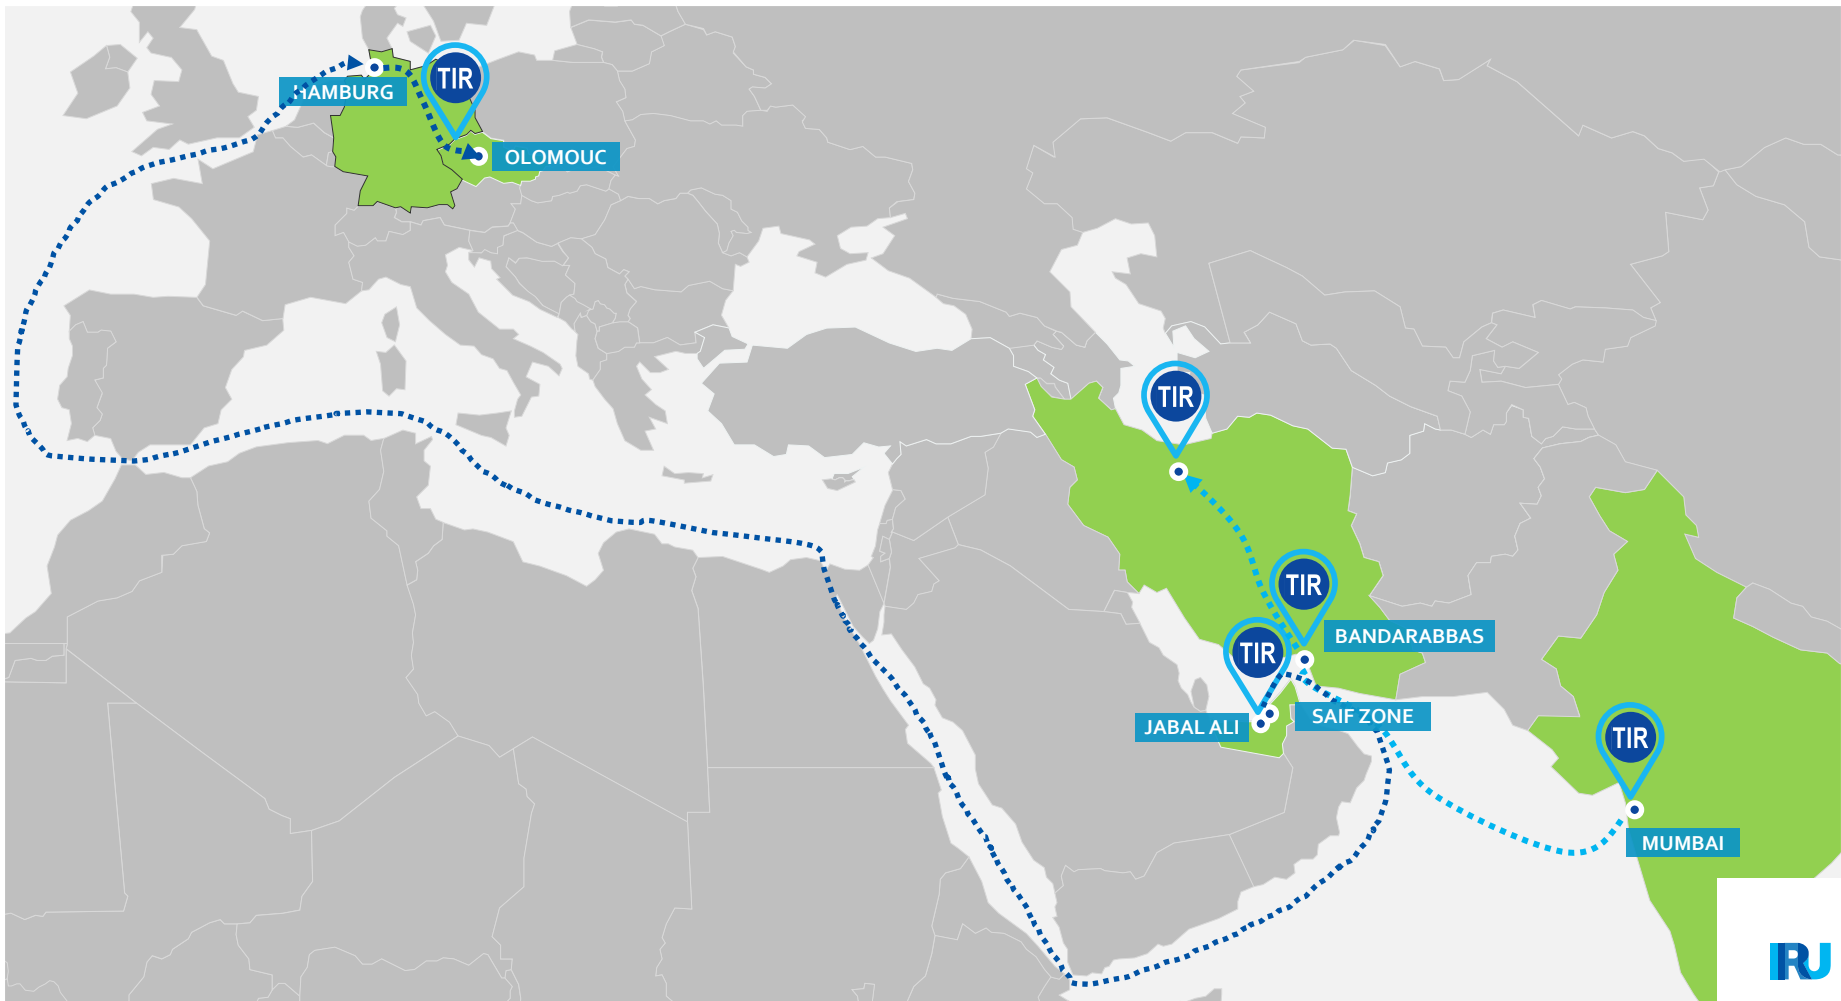 TIR
HAMBURG
OLOMOUC
TIR
TIR
BANDARABBAS
TIR
SAIF ZONE
JABAL ALI
TIR
MUMBAI
IRU